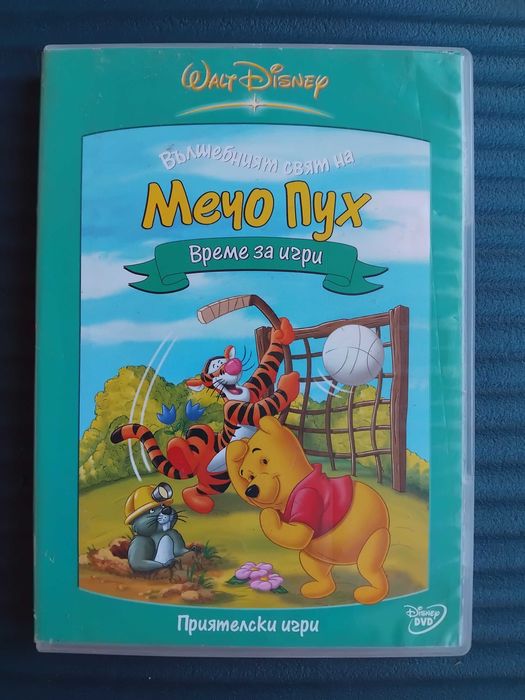 WALT DISNEY
Вълшебният свят на
Мечо Пух
Време за игри
Приятелски игри
DISNEY
DVD